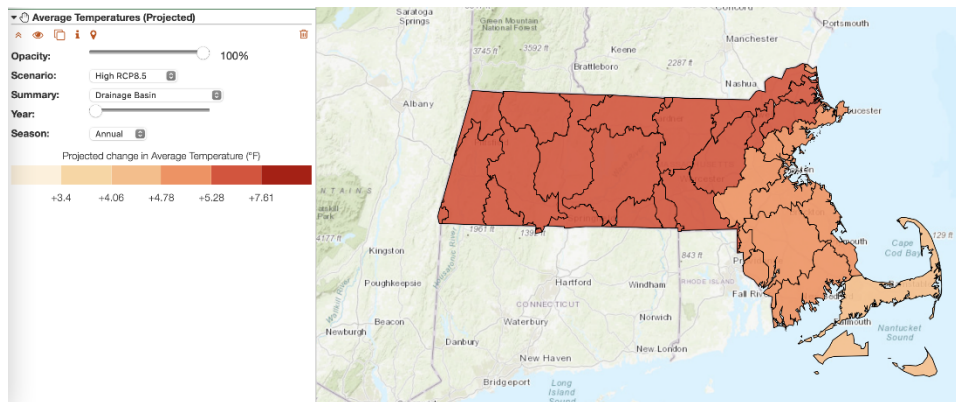 Average Temperatures (Projected)
Opacity: 100%
Scenario: High RCP8.5
Summary: Drainage Basin
Year:
Season: Annual
Projected change in Average Temperature (°F)
+3.4 +4.06 +4.78 +5.28 +7.61
Saratoga
Springs
Green Mountain
National Forest
Portsmouth
Manchester
3745 ft
3592 ft
Keene
2287 ft
Brattleboro
Nashua
Albany
ucester
NTAINS
4177 ft
1961 ft
129 ft
Cape
Cod Bay
Kingston
843 ft
Poughkeepsie
Hartford
Windham
RHODE ISLAND
Fall
CONNECTICUT
Beacon
Waterbury
Norwich
Newburgh
Nantucket
Sound
Danbury
New London
New Haven
Bridgeport
Long
Island
Sound